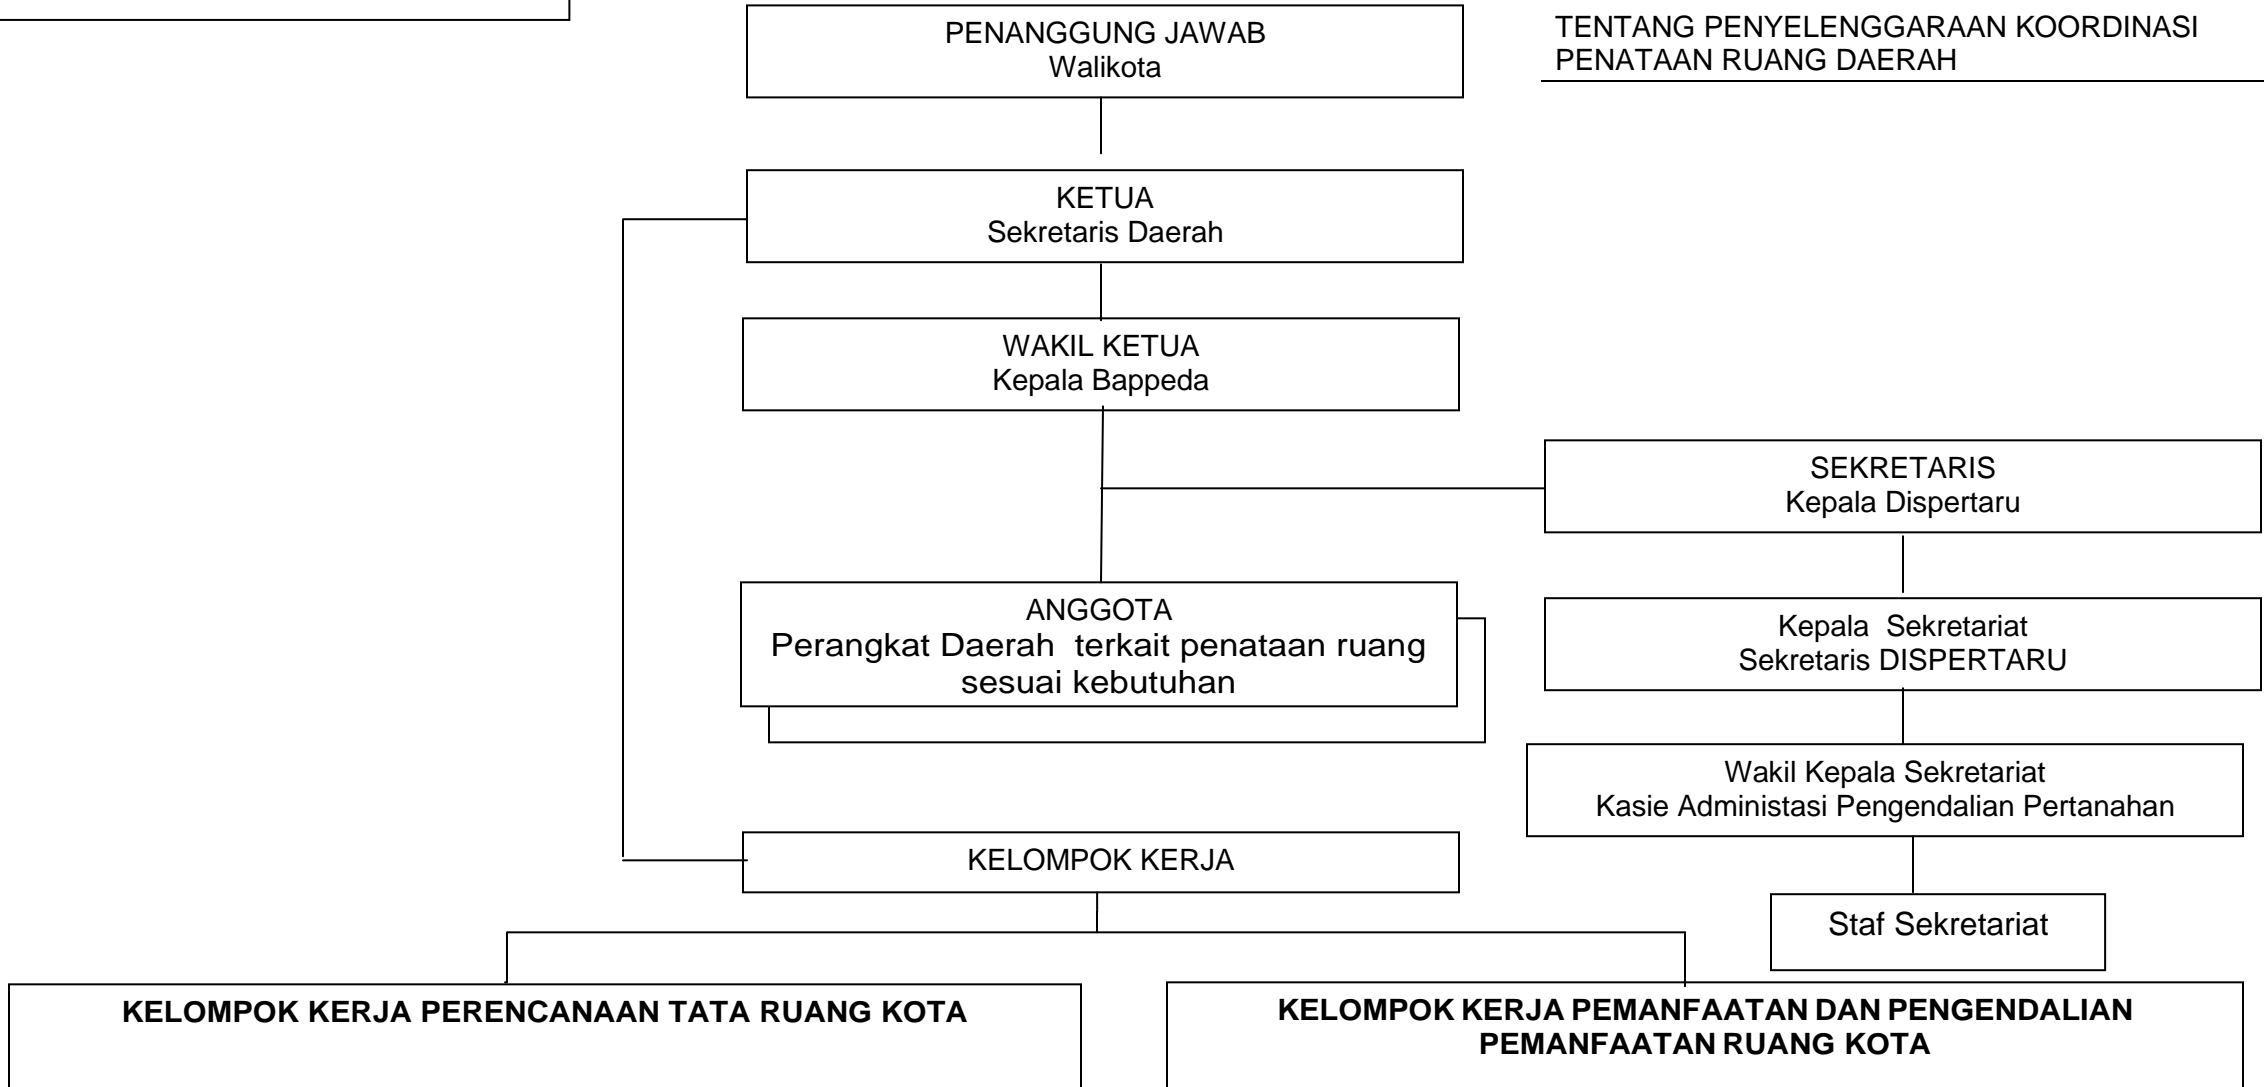 TENTANG PENYELENGGARAAN KOORDINASI
PENATAAN RUANG DAERAH
PENANGGUNG JAWAB
Walikota
KETUA
Sekretaris Daerah
WAKIL KETUA
Kepala Bappeda
SEKRETARIS
Kepala Dispertaru
ANGGOTA
Perangkat Daerah terkait penataan ruang
sesuai kebutuhan
Kepala Sekretariat
Sekretaris DISPERTARU
Wakil Kepala Sekretariat
Kasie Administasi Pengendalian Pertanahan
KELOMPOK KERJA
Staf Sekretariat
KELOMPOK KERJA PERENCANAAN TATA RUANG KOTA
KELOMPOK KERJA PEMANFAATAN DAN PENGENDALIAN
PEMANFAATAN RUANG KOTA